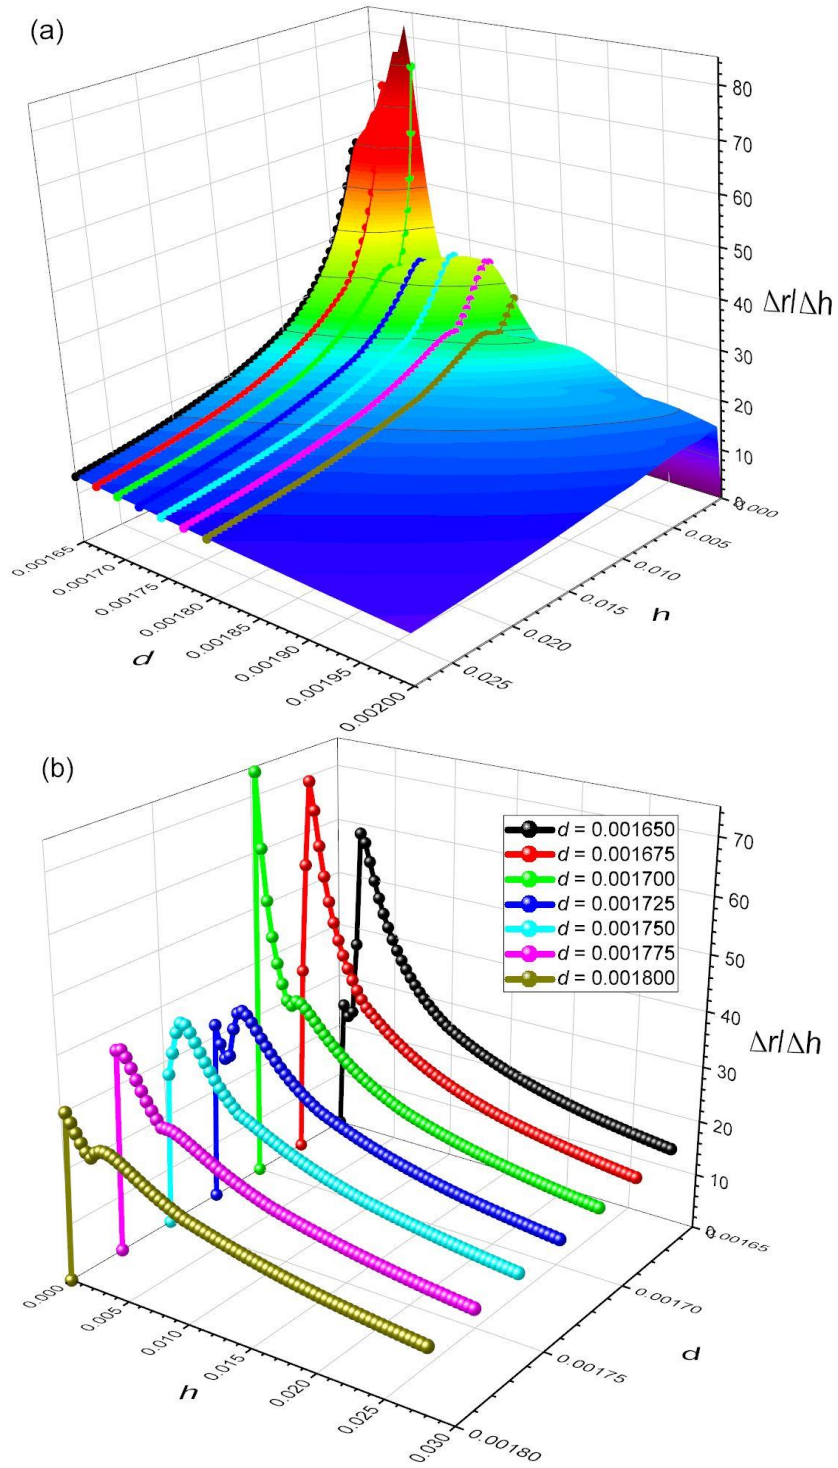 (a)
80
70
60
50
40
30
20
10
0
Δr/Δh
0.00165
0.00170
0.00175
0.00180
0.00185
0.00190
0.00195
0.00200
d
0.000
0.005
0.010
0.015
0.020
0.025
h
(b)
d = 0.001650
d = 0.001675
d = 0.001700
d = 0.001725
d = 0.001750
d = 0.001775
d = 0.001800
70
60
50
40
30
20
10
0
Δr/Δh
0.000
0.005
0.010
0.015
0.020
0.025
0.030
h
0.00165
0.00170
0.00175
0.00180
d